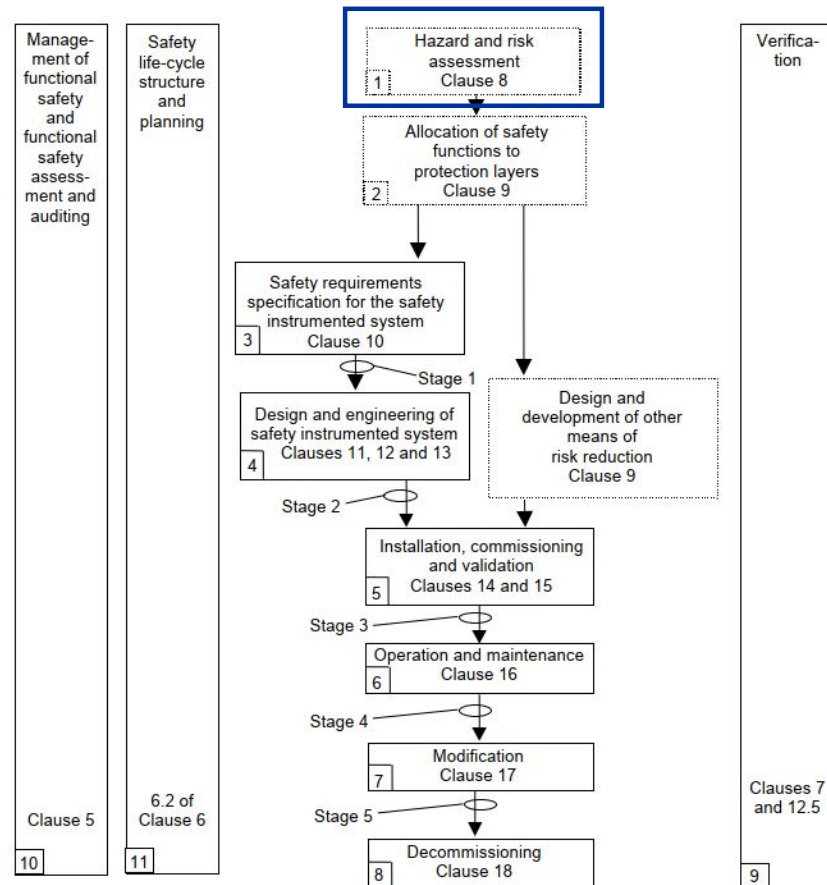 Manage-
ment of
functional
safety
and
functional
safety
assess-
ment and
auditing
Clause 5
10
Safety
life-cycle
structure
and
planning
6.2 of
Clause 6
11
Hazard and risk
assessment
Clause 8
1
Allocation of safety
functions to
protection layers
Clause 9
2
Safety requirements
specification for the safety
instrumented system
Clause 10
3
Stage 1
Design and engineering of
safety instrumented system
Clauses 11, 12 and 13
4
Design and
development of other
means of
risk reduction
Clause 9
Stage 2
Installation, commissioning
and validation
Clauses 14 and 15
5
Stage 3
Operation and maintenance
Clause 16
6
Stage 4
Modification
Clause 17
7
Stage 5
Decommissioning
Clause 18
8
Verifica-
tion
Clauses 7
and 12.5
9